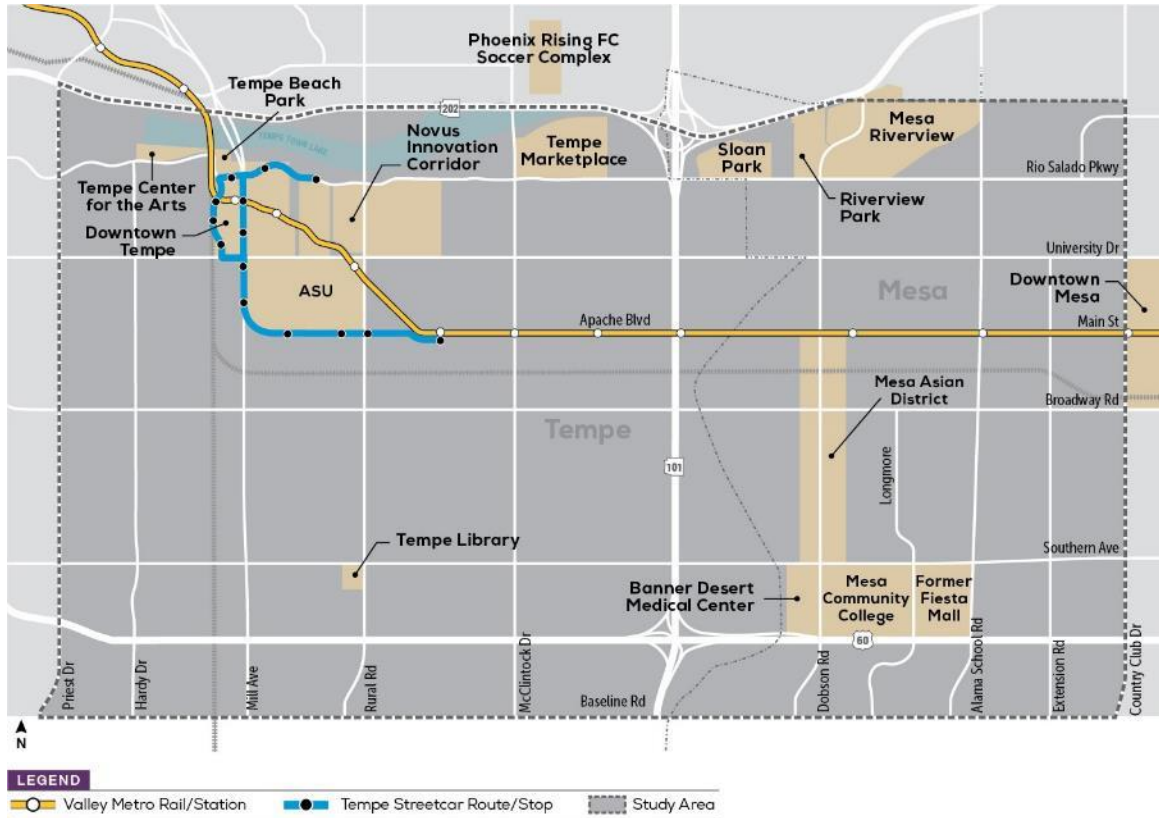 Phoenix Rising FC
Soccer Complex
Tempe Beach
Park
202
Novus
Innovation
Corridor
TEMPE TOWN LAKE
Tempe
Marketplace
Sloan
Park
Mesa
Riverview
Rio Salado Pkwy
Tempe Center
for the Arts
Riverview
Park
Downtown
Tempe
University Dr
ASU
Mesa
Downtown
Mesa
Apache Blvd
Main St
Mesa Asian
District
Broadway Rd
Tempe
101
Longmore
Tempe Library
Southern Ave
Banner Desert
Medical Center
Mesa
Community
College
Former
Fiesta
Mall
60
Priest Dr
Hardy Dr
Mill Ave
Rural Rd
McClintock Dr
Baseline Rd
Dobson Rd
Alama School Rd
Extension Rd
Country Club Dr
N
LEGEND
Valley Metro Rail/Station
Tempe Streetcar Route/Stop
Study Area